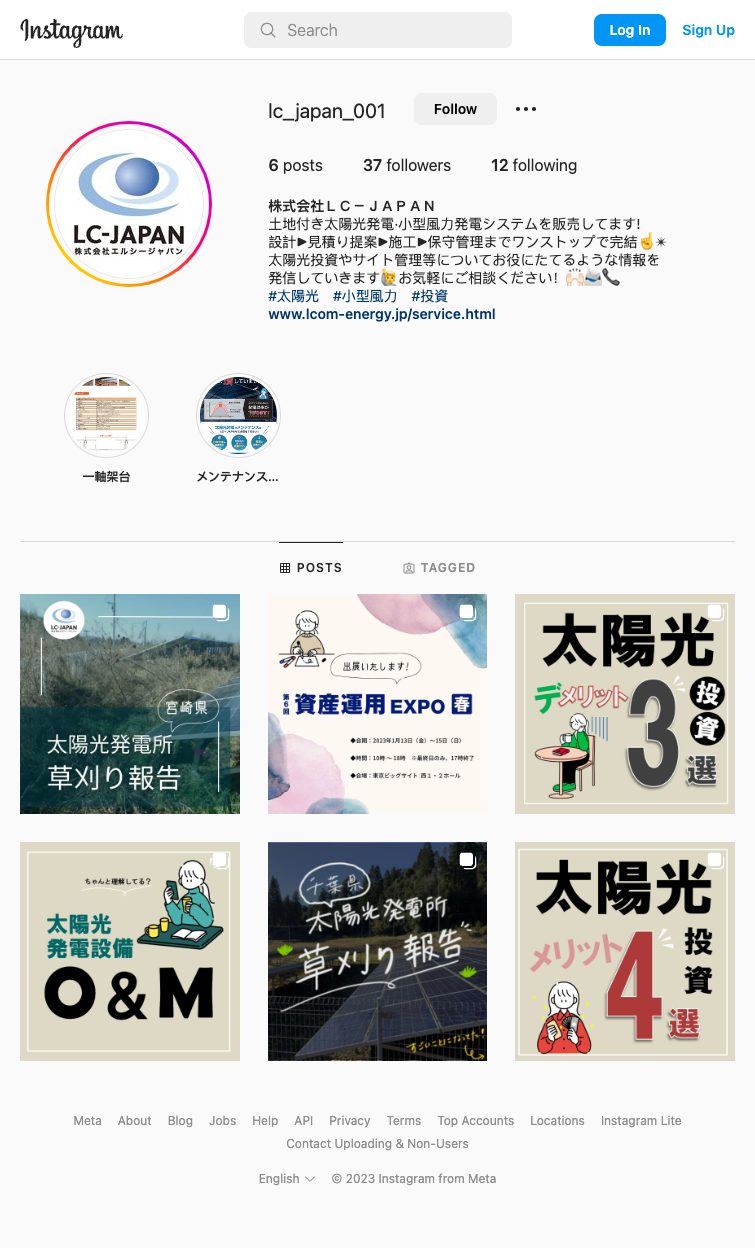 Instagram
Search
Log In
Sign Up
lc_japan_001
Follow
6 posts
37 followers
12 following
株式会社ＬＣ－ＪＡＰＡＮ
土地付き太陽光発電·小型風力発電システムを販売してます!
設計▶見積り提案▶施工▶保守管理までワンストップで完結☝✴
太陽光投資やサイト管理等についてお役にたてるような情報を
発信していきます🙋お気軽にご相談ください！🙌📞
#太陽光　#小型風力　#投資
www.lcom-energy.jp/service.html
LC-JAPAN
株式会社エルシージャパン
一軸架台
メンテナンス...
POSTS
TAGGED
LC-JAPAN
宮崎県
太陽光発電所
草刈り報告
出展いたします!
第6回
資産運用EXPO 春
◆会期：2023年1月13日（金）～15日（日）
◆時間：10時～18時　※最終日のみ、17時終了
◆会場：東京ビッグサイト 西１・２ホール
太陽光
デメリット
3
投資
選
ちゃんと理解してる？
太陽光
発電設備
O&M
千葉県
太陽光発電所
草刈り報告
すごいことになってた!
太陽光
メリット
4
投資
選
Meta
About
Blog
Jobs
Help
API
Privacy
Terms
Top Accounts
Locations
Instagram Lite
Contact Uploading & Non-Users
English
© 2023 Instagram from Meta